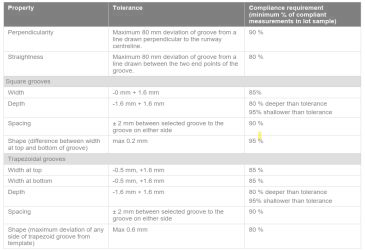 Property Tolerance Compliance requirement
(minimum % of compliant
measurements in lot sample)
Perpendicularity Maximum 80 mm deviation of groove from a 90 %
line drawn perpendicular to the runway
centreline.
Straightness Maximum 80 mm deviation of groove from a 80 %
line drawn between the two end points of the
groove.
Square grooves
Width -0 mm + 1.6 mm 85%
Depth -1.6 mm + 1.6 mm 80 % deeper than tolerance
95% shallower than tolerance
Spacing ± 2 mm between selected groove to the 90 %
groove on either side
Shape (difference between width max 0.2 mm 95 %
at top and bottom of groove)
Trapezoidal grooves
Width at top -0.5 mm, +1.6 mm 85 %
Width at bottom -0.5 mm, +1.6 mm 85 %
Depth -1.6 mm + 1.6 mm 80 % deeper than tolerance
95% shallower than tolerance
Spacing ± 2 mm between selected groove to the 90 %
groove on either side
Shape (maximum deviation of any Max 0.6 mm 80 %
side of trapezoid groove from
template)